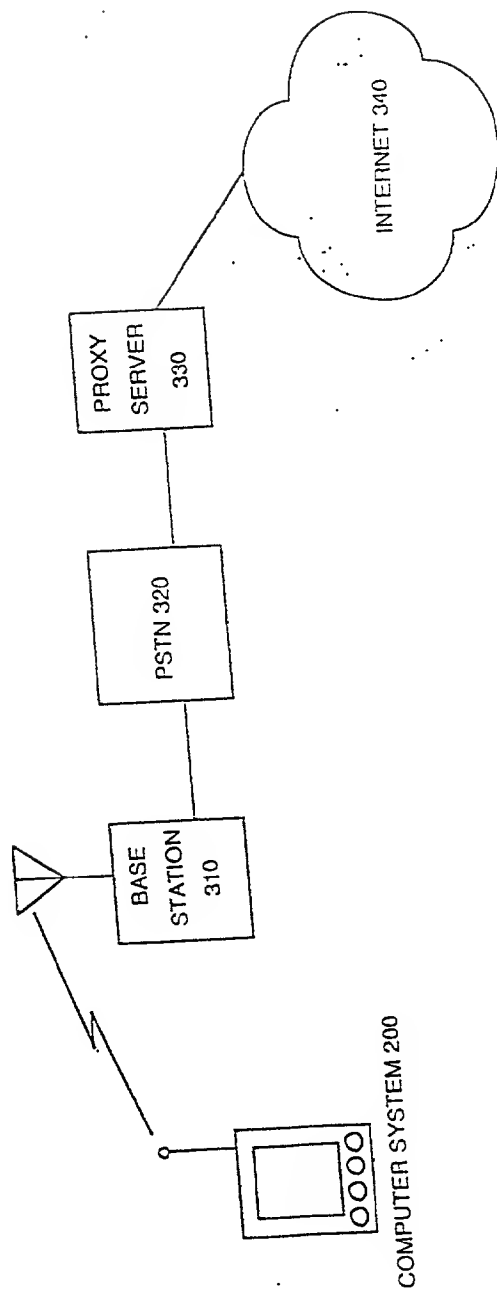 COMPUTER SYSTEM 200
BASE
STATION
310
PSTN 320
PROXY
SERVER
330
INTERNET 340